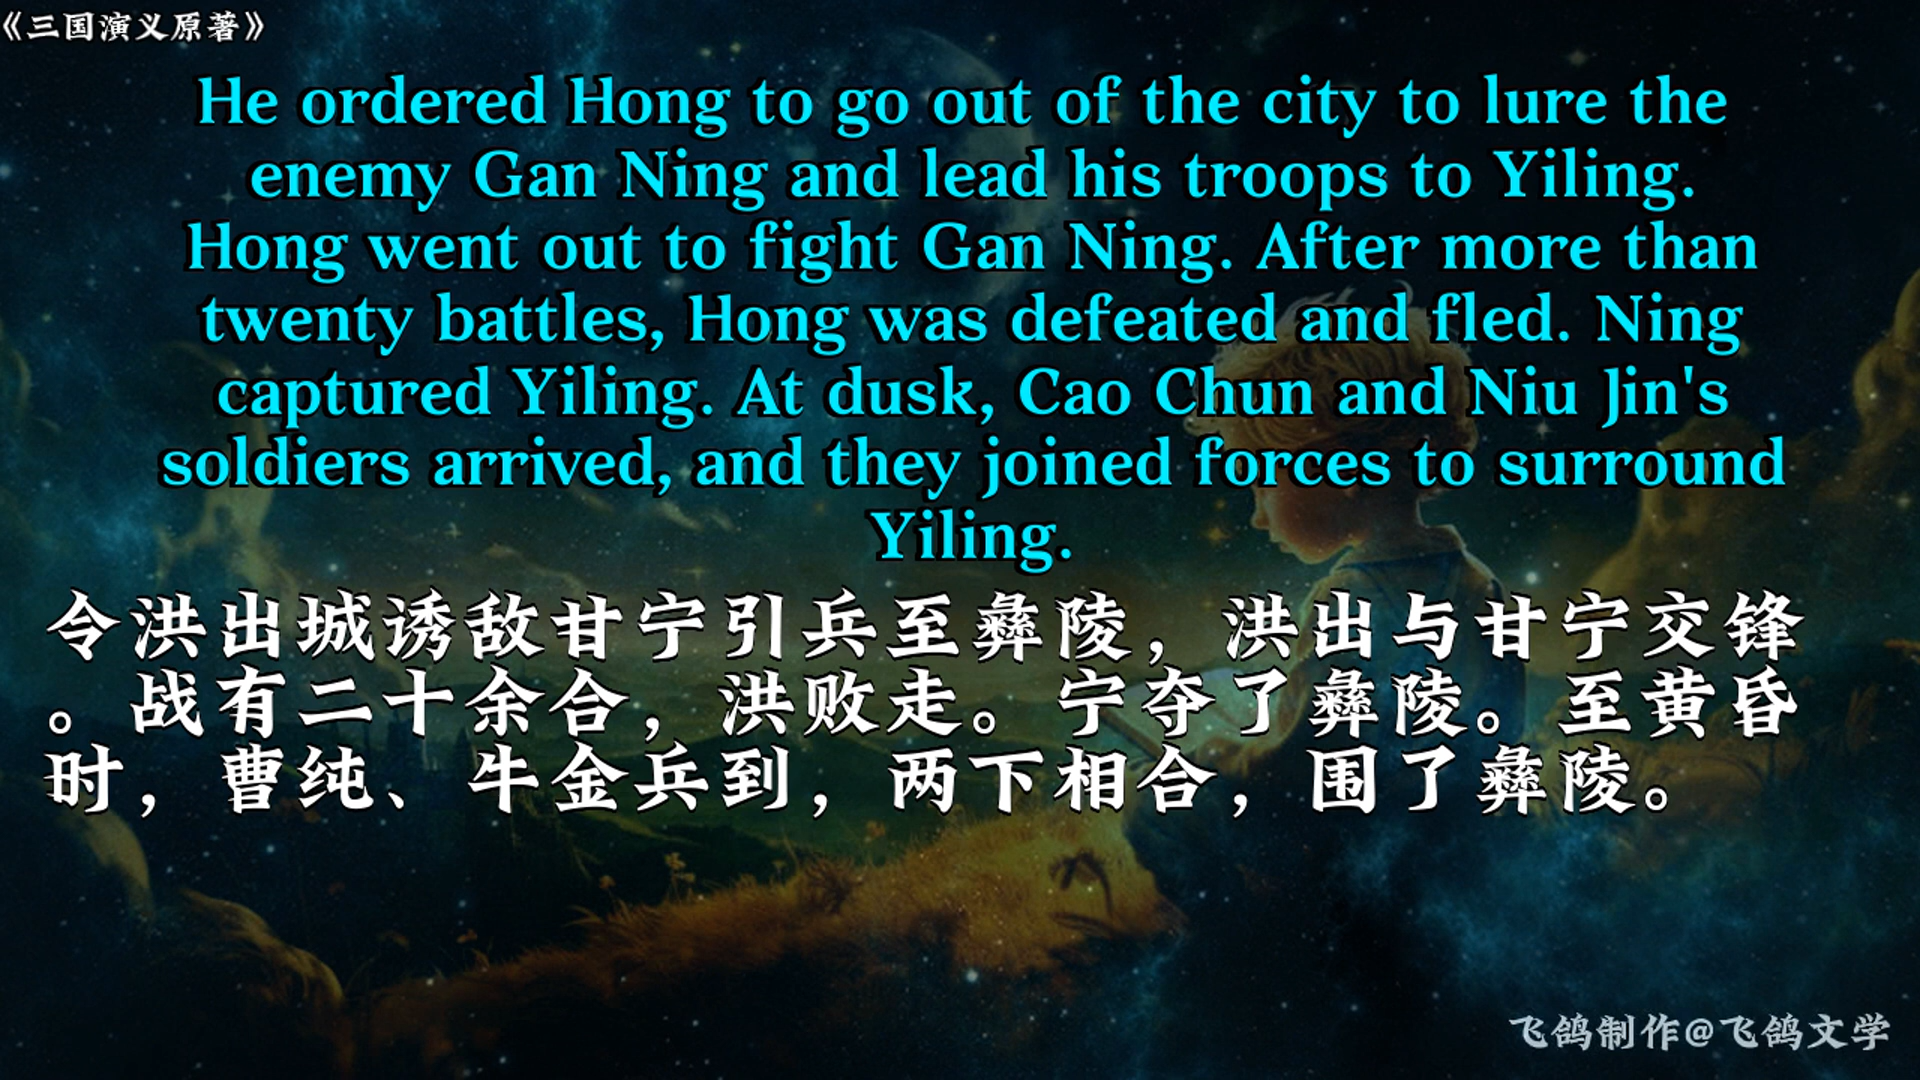 《三国演义原著》
He ordered Hong to go out of the city to lure the
enemy Gan Ning and lead his troops to Yiling.
Hong went out to fight Gan Ning. After more than
twenty battles, Hong was defeated and fled. Ning
captured Yiling. At dusk, Cao Chun and Niu Jin's
soldiers arrived, and they joined forces to surround
Yiling.
令洪出城诱敌甘宁引兵至彝陵，洪出与甘宁交锋
。战有二十余合，洪败走。宁夺了彝陵。至黄昏
时，曹纯、牛金兵到，两下相合，围了彝陵。
飞鸽制作@飞鸽文学